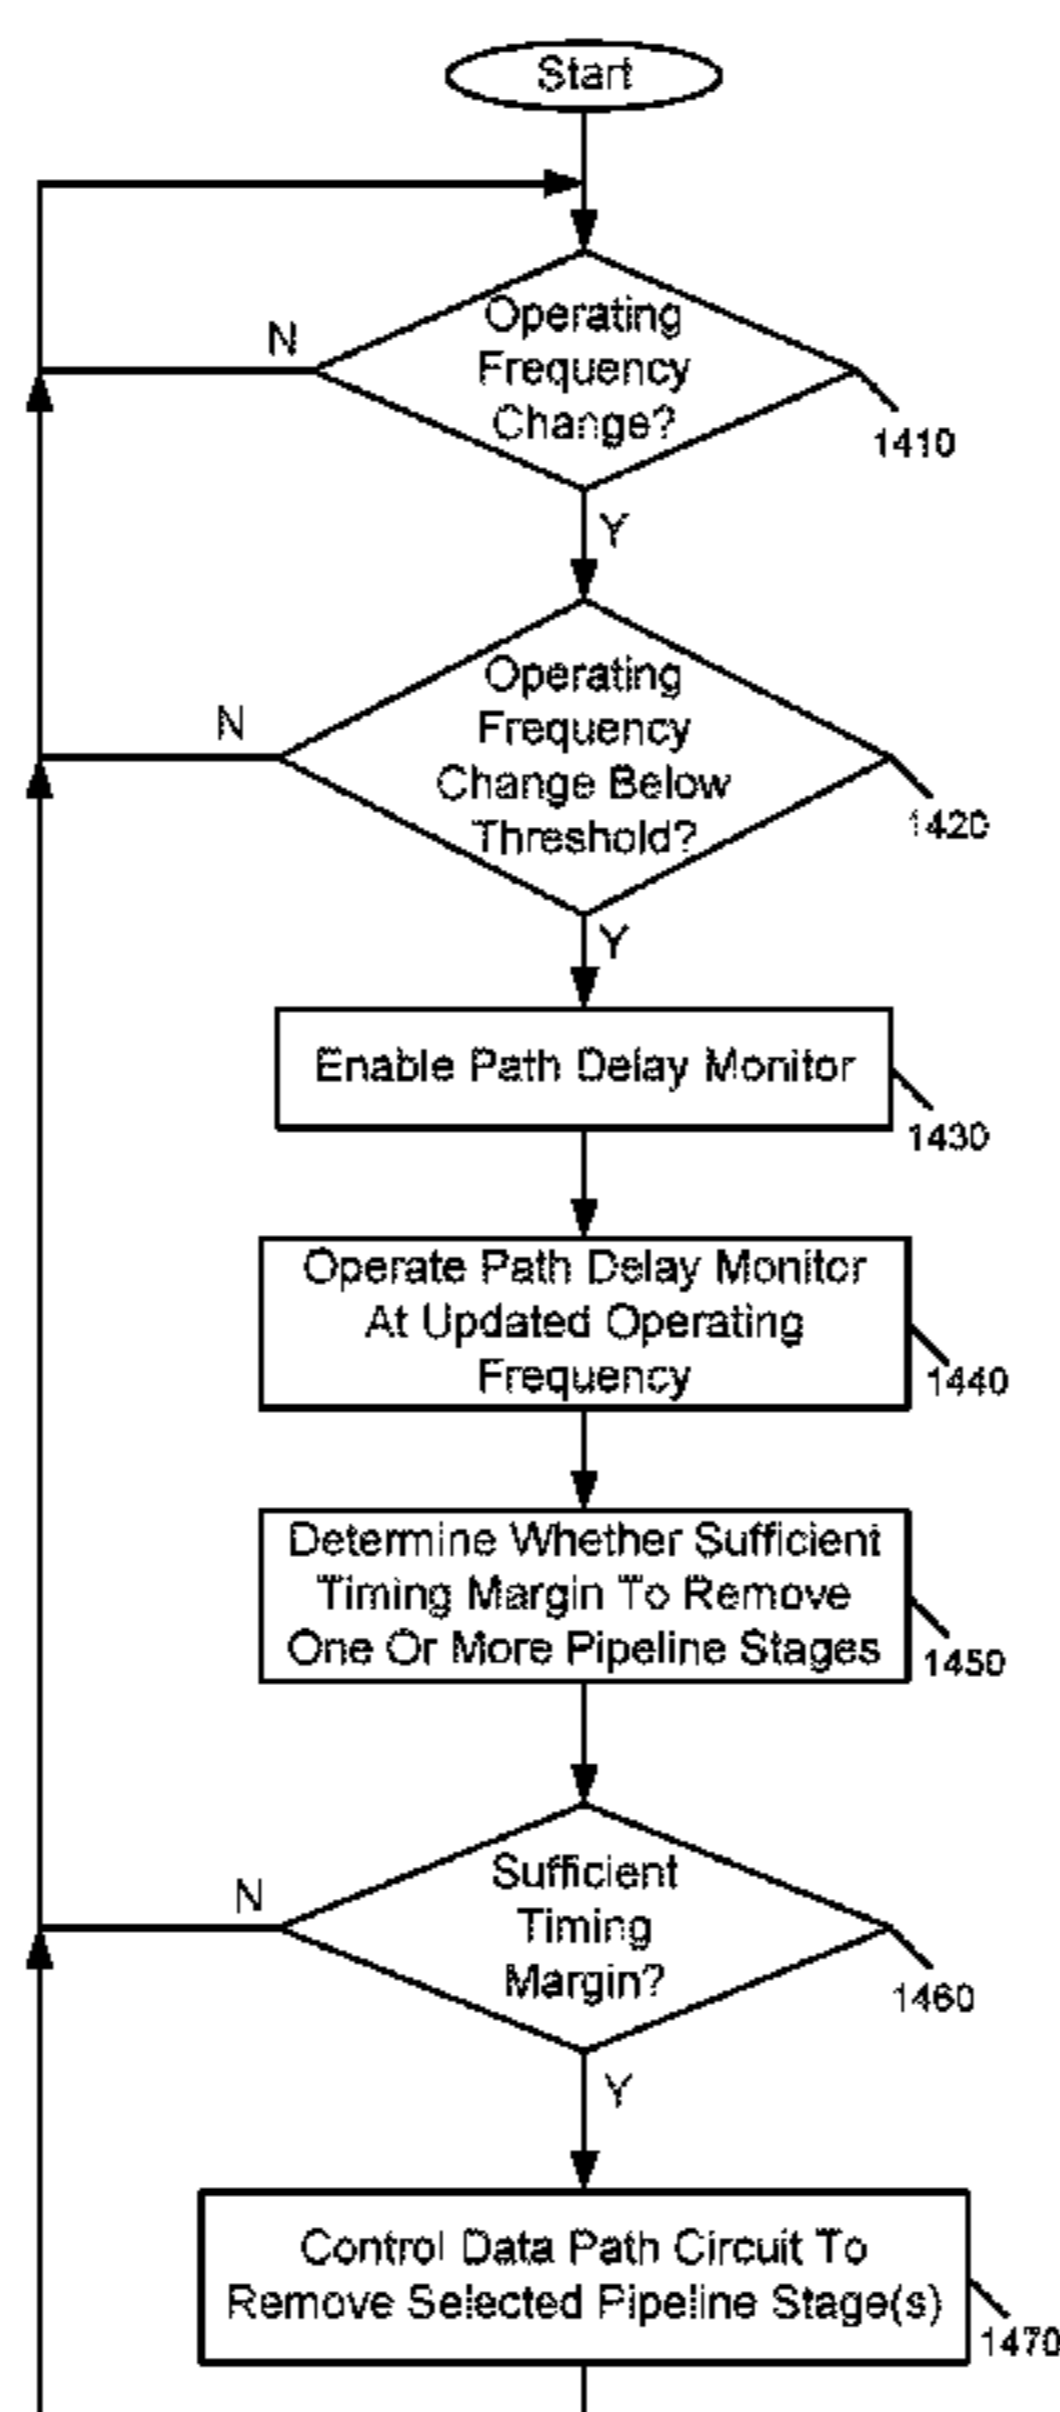 Start
N
Operating
Frequency
Change?
1410
Y
N
Operating
Frequency
Change Below
Threshold?
1420
Y
Enable Path Delay Monitor
1430
Operate Path Delay Monitor
At Updated Operating
Frequency
1440
Determine Whether Sufficient
Timing Margin To Remove
One Or More Pipeline Stages
1450
N
Sufficient
Timing
Margin?
1460
Y
Control Data Path Circuit To
Remove Selected Pipeline Stage(s)
1470